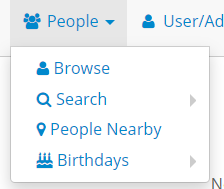 People User/Ad
Browse
Search
People Nearby
Birthdays
N